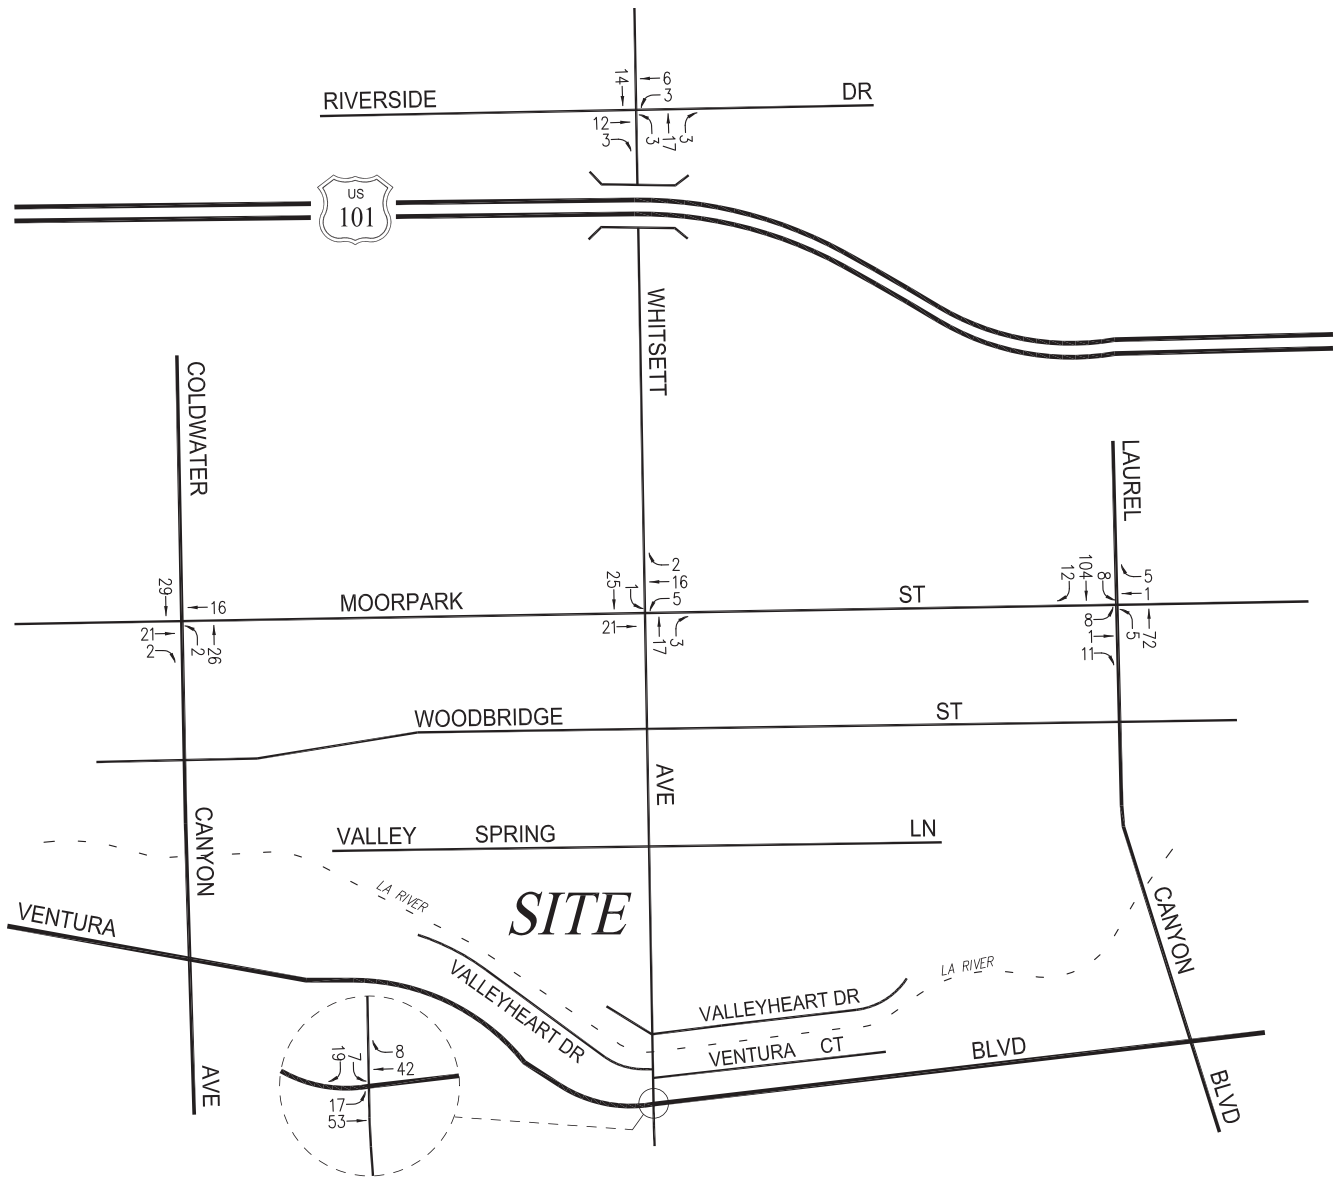 14
6
3
RIVERSIDE DR
12
3
3
17
3
US
101
WHITSETT
COLDWATER
LAUREL
29
16
MOORPARK ST
21
2
2
26
25
1
2
16
5
21
17
3
12
104
8
5
1
8
1
11
5
72
WOODBRIDGE ST
AVE
CANYON
VALLEY SPRING LN
LA RIVER
SITE
VENTURA
CANYON
LA RIVER
VALLEYHEART DR
VALLEYHEART DR
VENTURA CT
BLVD
19
7
8
42
17
53
AVE
BLVD